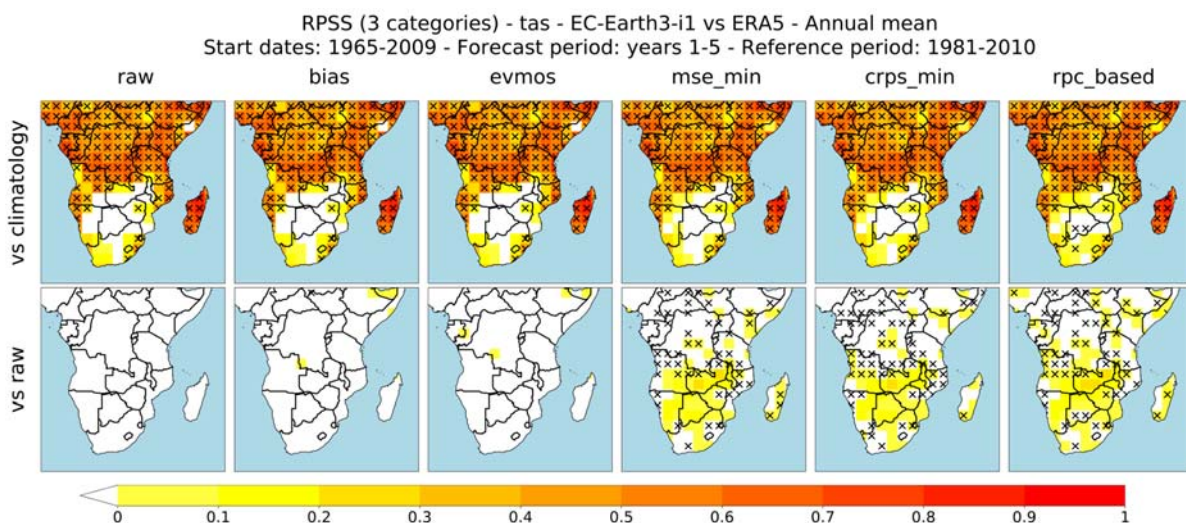 RPSS (3 categories) - tas - EC-Earth3-i1 vs ERA5 - Annual mean
Start dates: 1965-2009 - Forecast period: years 1-5 - Reference period: 1981-2010
raw bias evmos mse_min crps_min rpc_based
vs climatology
vs raw
0 0.1 0.2 0.3 0.4 0.5 0.6 0.7 0.8 0.9 1